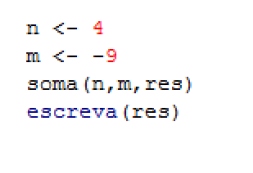 n <- 4
m <- -9
soma(n,m,res)
escreva(res)